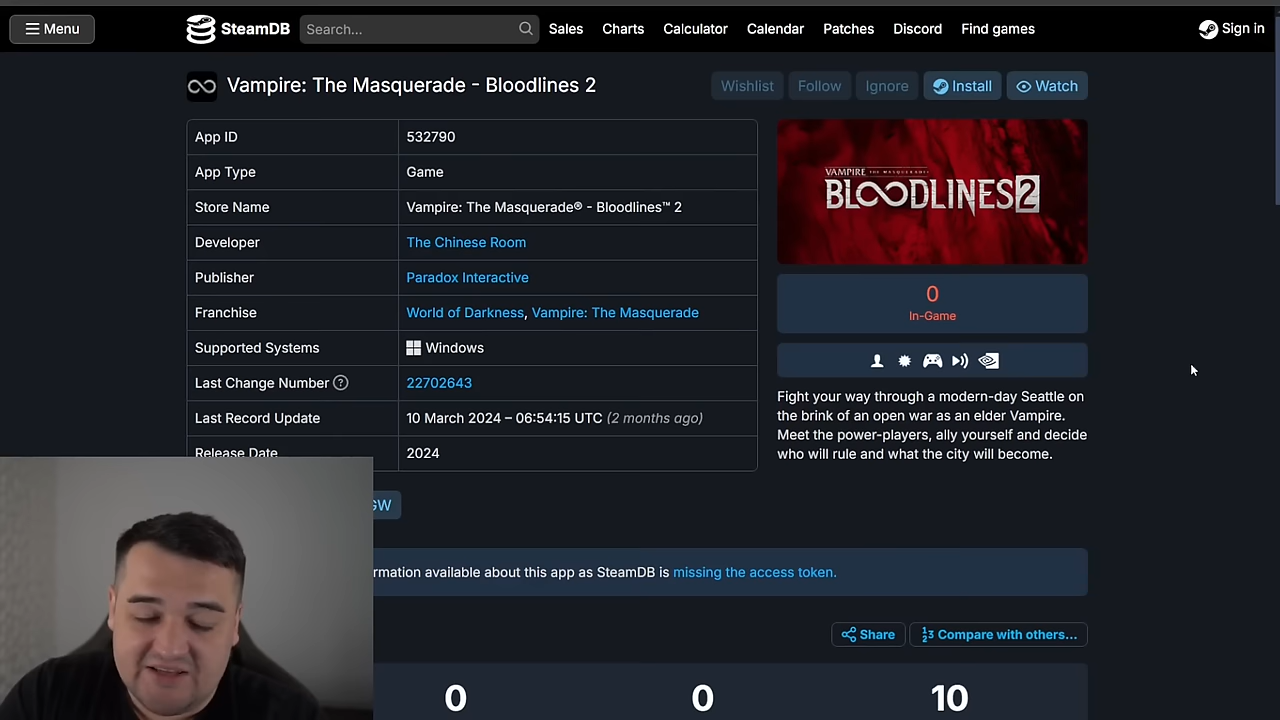 Menu
SteamDB
Search...
Sales
Charts
Calculator
Calendar
Patches
Discord
Find games
Sign in
Vampire: The Masquerade - Bloodlines 2
Wishlist
Follow
Ignore
Install
Watch
App ID 532790
App Type Game
Store Name Vampire: The Masquerade® - Bloodlines™ 2
Developer The Chinese Room
Publisher Paradox Interactive
Franchise World of Darkness, Vampire: The Masquerade
Supported Systems Windows
Last Change Number ? 22702643
Last Record Update 10 March 2024 – 06:54:15 UTC (2 months ago)
Release Date 2024
VAMPIRE THE MASQUERADE
BLOODLINES 2
0
In-Game
Fight your way through a modern-day Seattle on
the brink of an open war as an elder Vampire.
Meet the power-players, ally yourself and decide
who will rule and what the city will become.
GW
rmation available about this app as SteamDB is missing the access token.
Share
Compare with others...
0
0
10